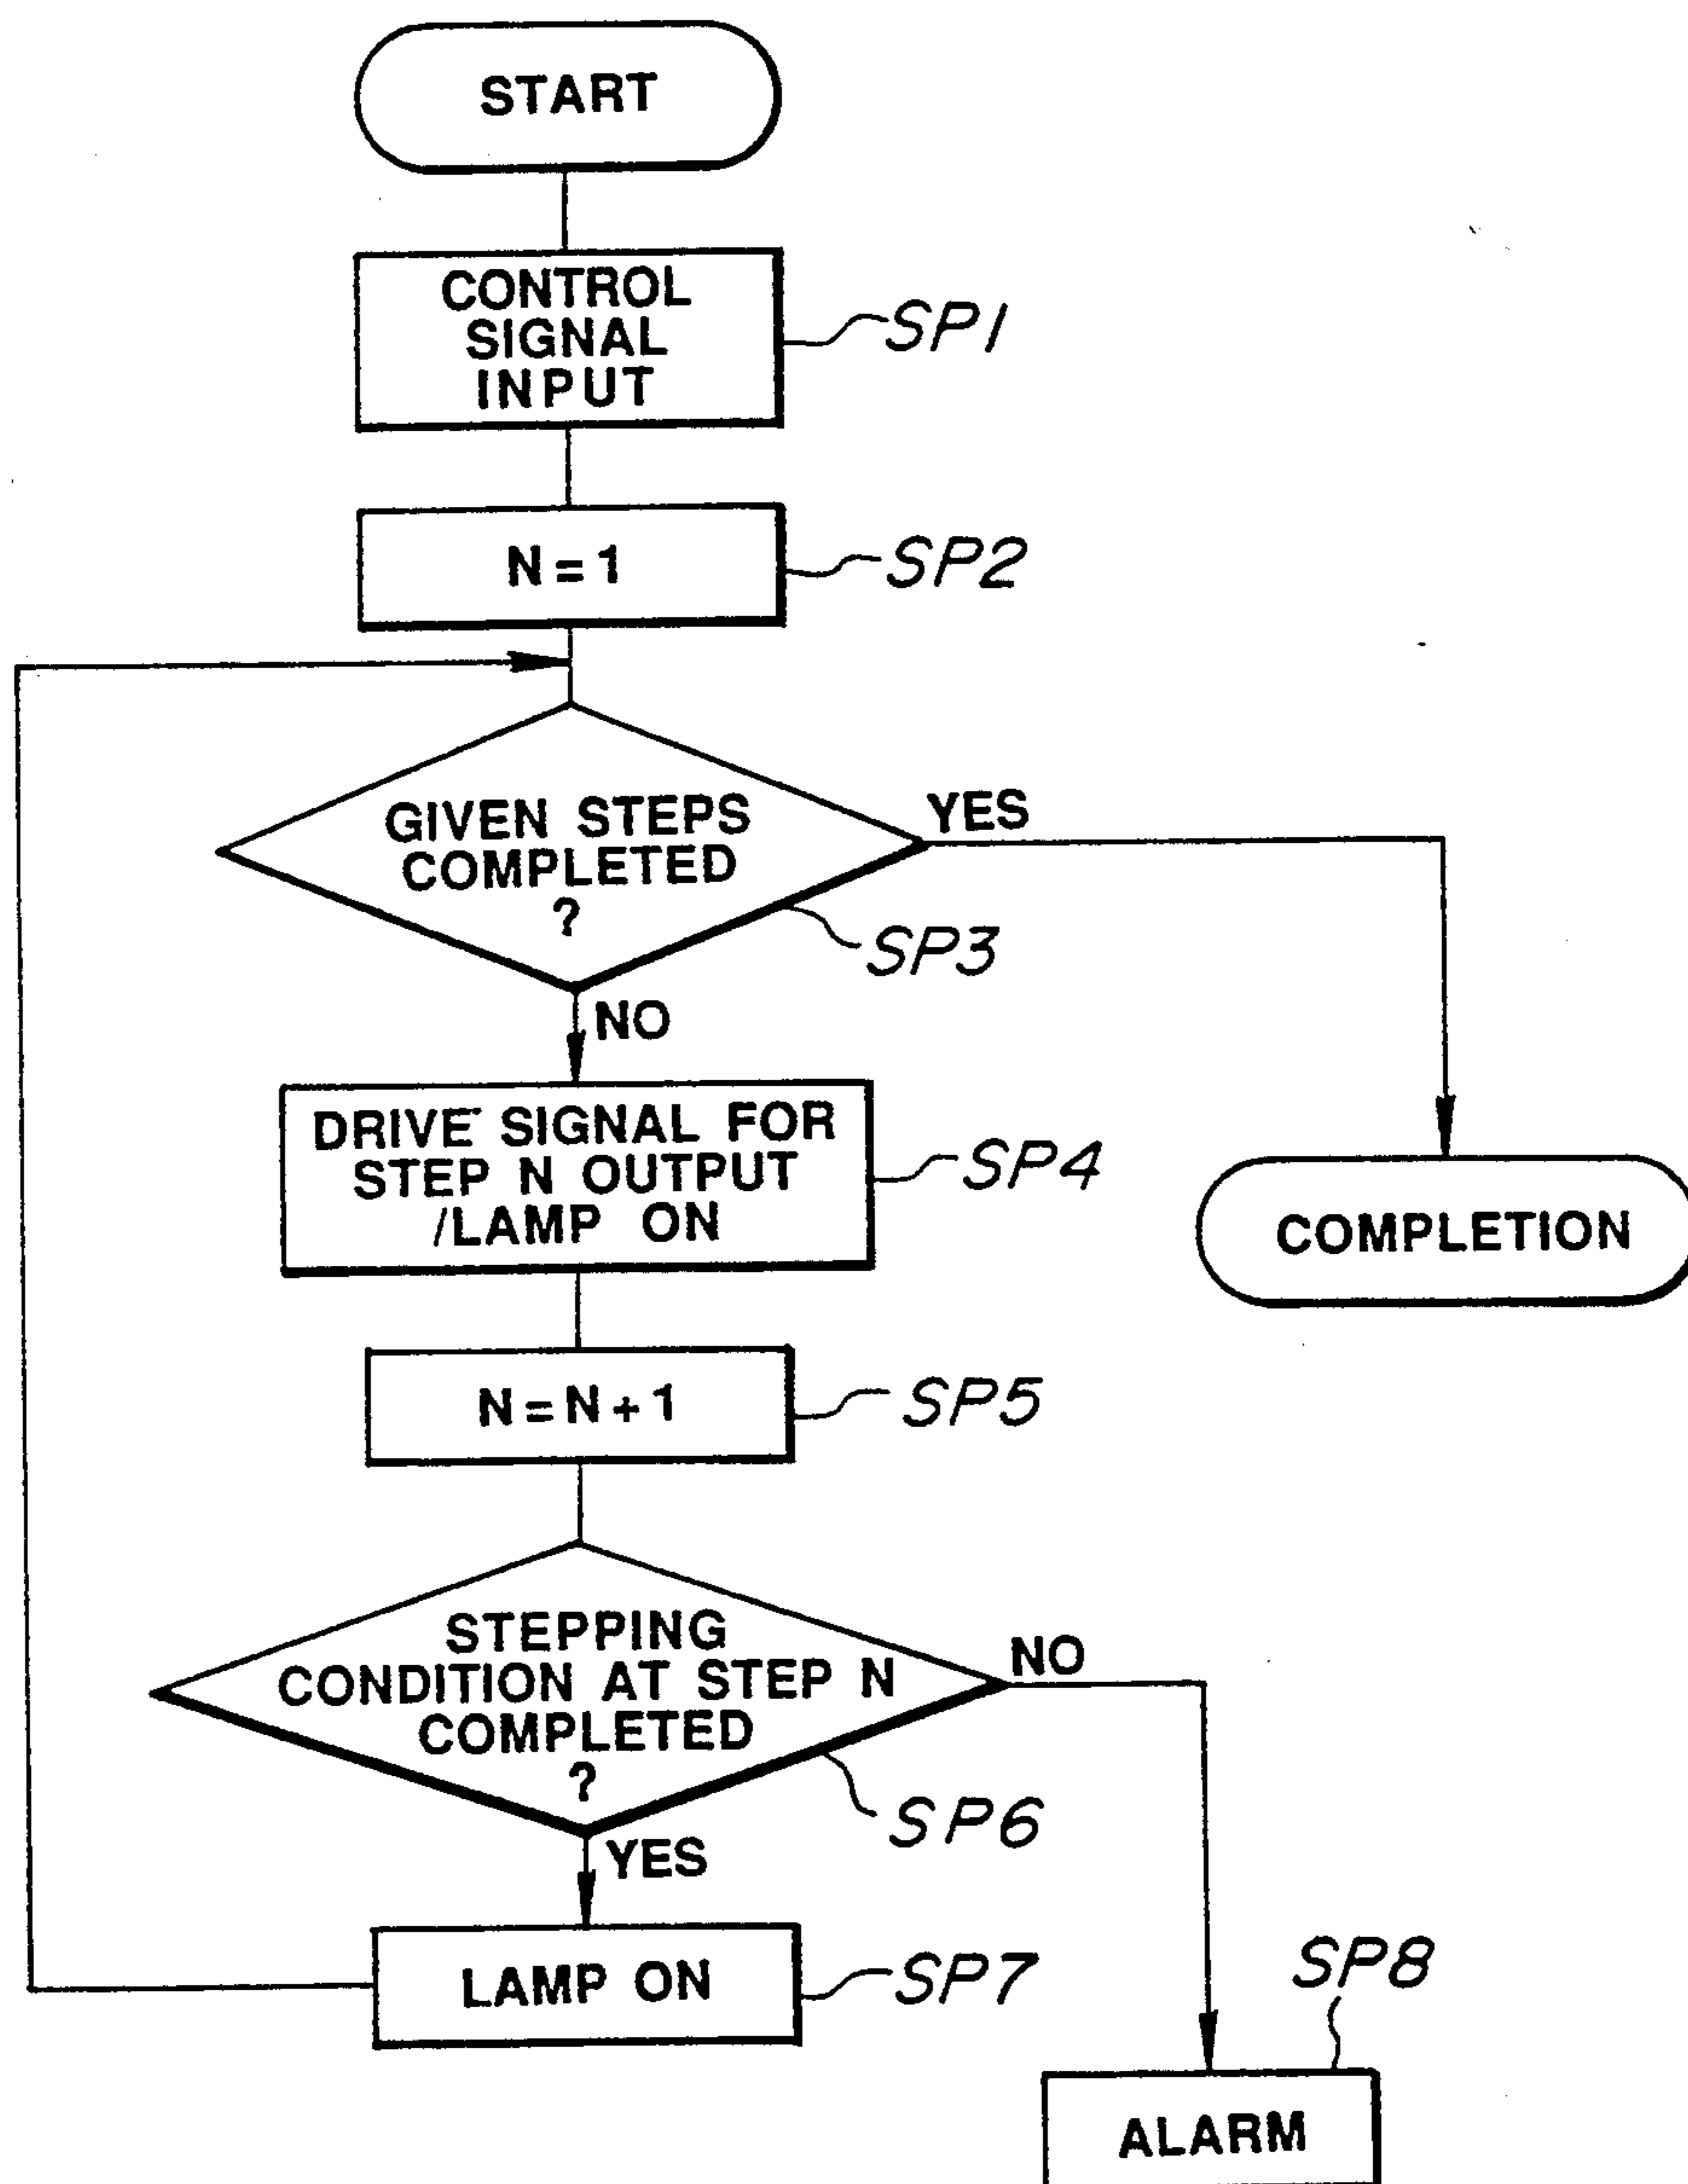 START
CONTROL
SIGNAL
INPUT
SP1
N=1
SP2
GIVEN STEPS
COMPLETED
?
YES
SP3
NO
DRIVE SIGNAL FOR
STEP N OUTPUT
/LAMP ON
SP4
COMPLETION
N=N+1
SP5
STEPPING
CONDITION AT STEP N
COMPLETED
?
NO
SP6
YES
LAMP ON
SP7
SP8
ALARM